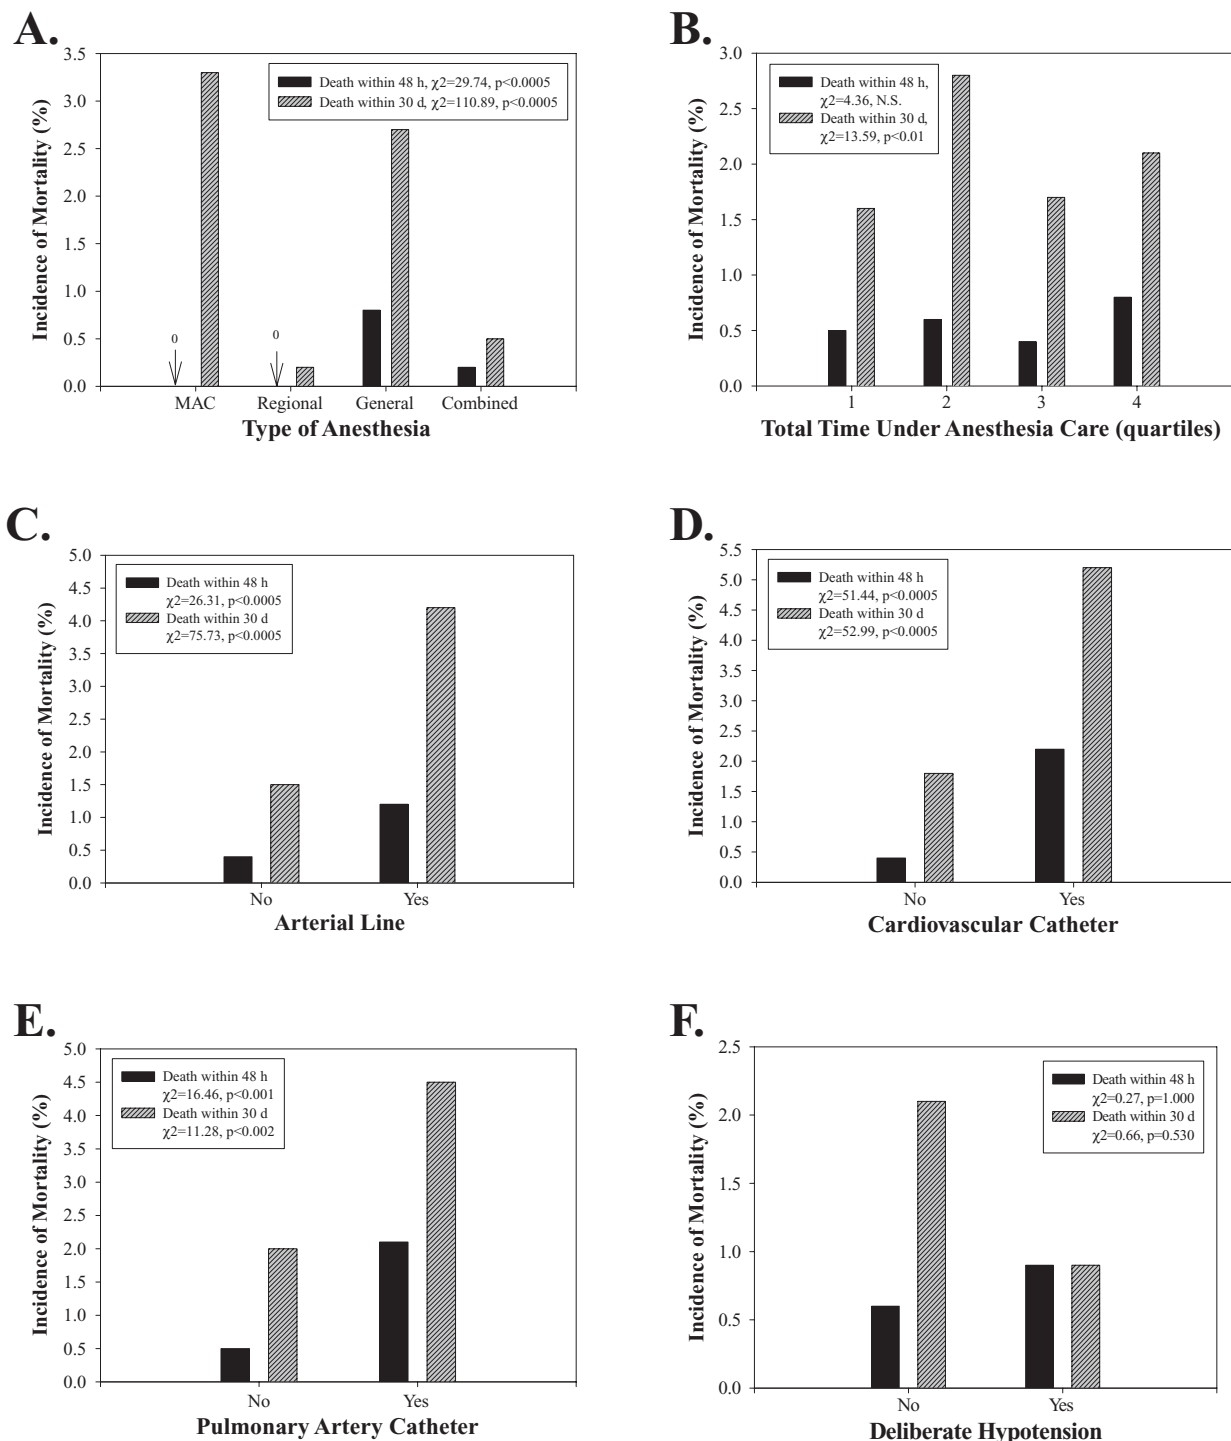 A.
3.5
3.0
2.5
2.0
1.5
1.0
0.5
0.0
Incidence of Mortality (%)
Death within 48 h, χ2=29.74, p<0.0005
Death within 30 d, χ2=110.89, p<0.0005
0
0
MAC Regional General Combined
Type of Anesthesia
B.
3.0
2.5
2.0
1.5
1.0
0.5
0.0
Incidence of Mortality (%)
Death within 48 h,
χ2=4.36, N.S.
Death within 30 d,
χ2=13.59, p<0.01
1 2 3 4
Total Time Under Anesthesia Care (quartiles)
C.
5.0
4.5
4.0
3.5
3.0
2.5
2.0
1.5
1.0
0.5
0.0
Incidence of Mortality (%)
Death within 48 h
χ2=26.31, p<0.0005
Death within 30 d
χ2=75.73, p<0.0005
No Yes
Arterial Line
D.
5.5
5.0
4.5
4.0
3.5
3.0
2.5
2.0
1.5
1.0
0.5
0.0
Incidence of Mortality (%)
Death within 48 h
χ2=51.44, p<0.0005
Death within 30 d
χ2=52.99, p<0.0005
No Yes
Cardiovascular Catheter
E.
5.0
4.5
4.0
3.5
3.0
2.5
2.0
1.5
1.0
0.5
0.0
Incidence of Mortality (%)
Death within 48 h
χ2=16.46, p<0.001
Death within 30 d
χ2=11.28, p<0.002
No Yes
Pulmonary Artery Catheter
F.
2.5
2.0
1.5
1.0
0.5
0.0
Incidence of Mortality (%)
Death within 48 h
χ2=0.27, p=1.000
Death within 30 d
χ2=0.66, p=0.530
No Yes
Deliberate Hypotension